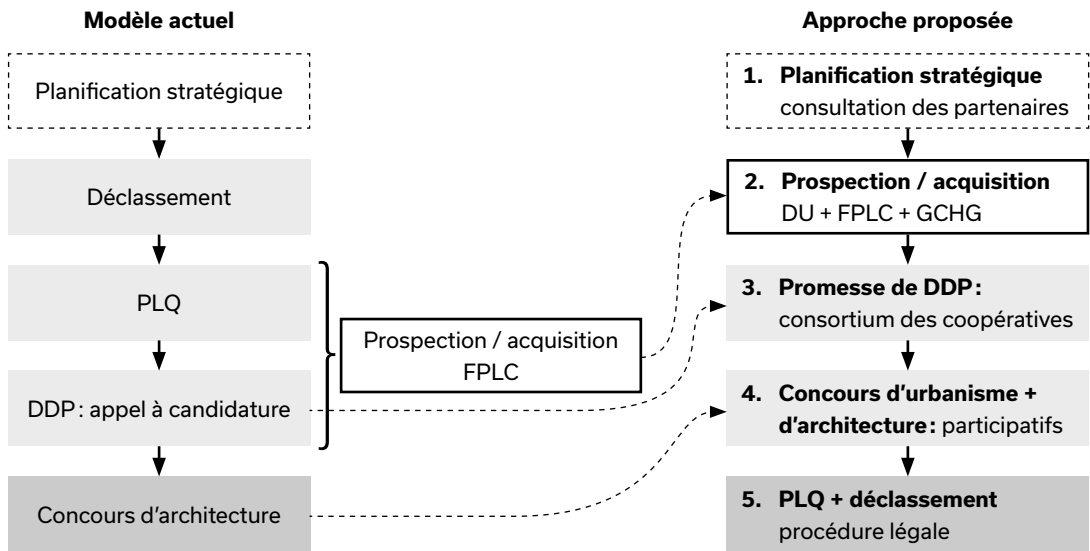 Modèle actuel
Planification stratégique
Déclassement
PLQ
DDP : appel à candidature
Concours d'architecture
Prospection / acquisition
FPLC
Approche proposée
1. Planification stratégique
consultation des partenaires
2. Prospection / acquisition
DU + FPLC + GCHG
3. Promesse de DDP :
consortium des coopératives
4. Concours d'urbanisme +
d'architecture : participatifs
5. PLQ + déclassement
procédure légale